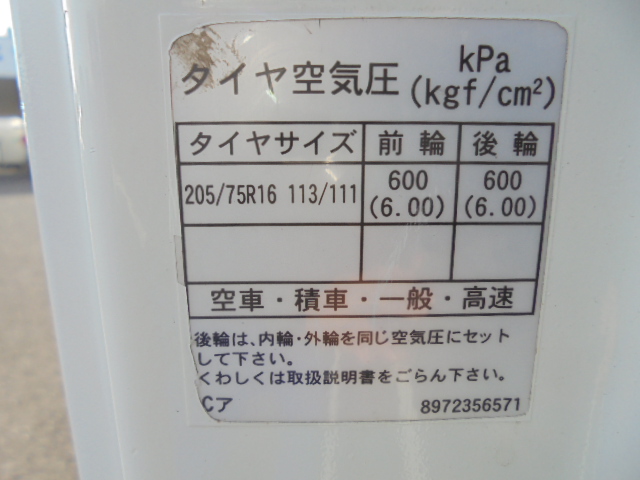 タイヤ空気圧 kPa
(kgf/cm²)
タイヤサイズ 前輪 後輪
205/75R16 113/111 600 600
(6.00) (6.00)
空車・積車・一般・高速
後輪は、内輪・外輪を同じ空気圧にセット
して下さい。
くわしくは取扱説明書をごらん下さい。
Cア 8972356571